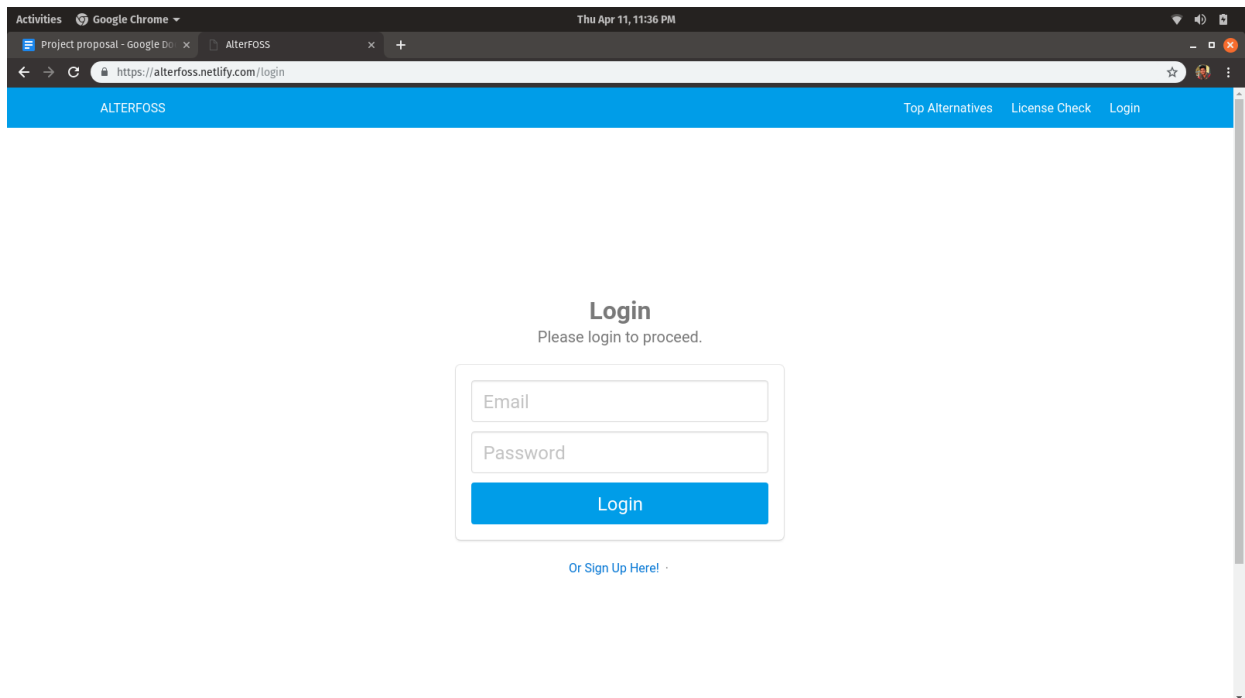 Activities Google Chrome Thu Apr 11, 11:36 PM
Project proposal - Google Do AlterFOSS
https://alterfoss.netlify.com/login
ALTERFOSS Top Alternatives License Check Login
Login
Please login to proceed.
Email
Password
Login
Or Sign Up Here! ·